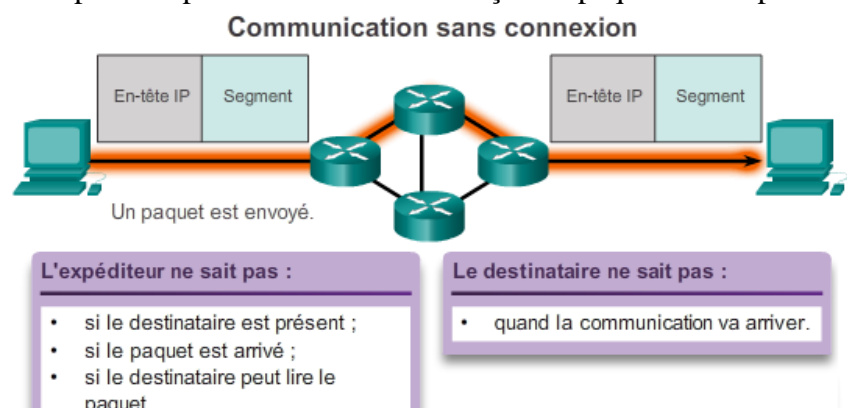 Communication sans connexion
En-tête IP Segment
En-tête IP Segment
Un paquet est envoyé.
L'expéditeur ne sait pas :
• si le destinataire est présent ;
• si le paquet est arrivé ;
• si le destinataire peut lire le
paquet
Le destinataire ne sait pas :
• quand la communication va arriver.